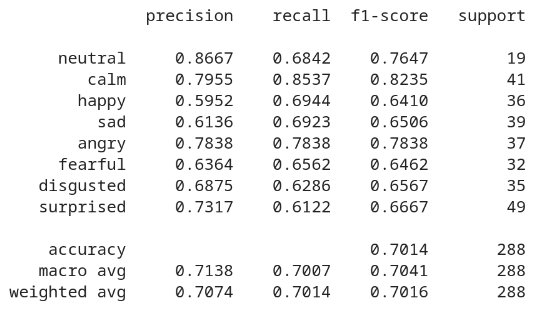 precision recall f1-score support
neutral 0.8667 0.6842 0.7647 19
calm 0.7955 0.8537 0.8235 41
happy 0.5952 0.6944 0.6410 36
sad 0.6136 0.6923 0.6506 39
angry 0.7838 0.7838 0.7838 37
fearful 0.6364 0.6562 0.6462 32
disgusted 0.6875 0.6286 0.6567 35
surprised 0.7317 0.6122 0.6667 49
accuracy 0.7014 288
macro avg 0.7138 0.7007 0.7041 288
weighted avg 0.7074 0.7014 0.7016 288